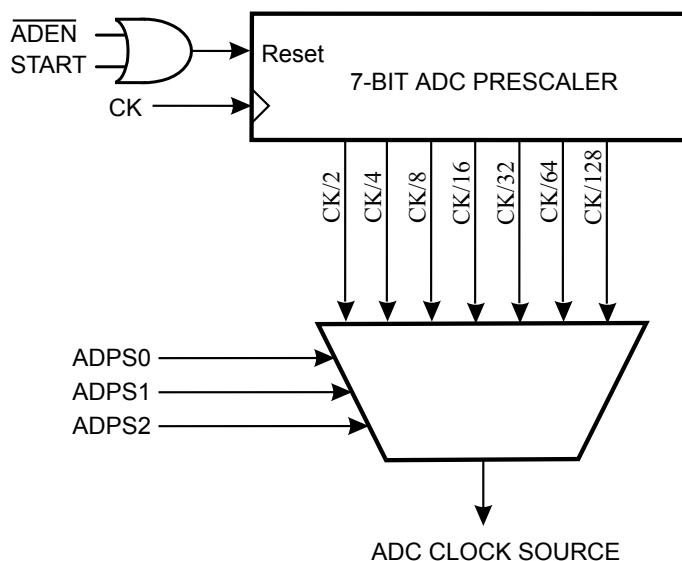 ADEN
START
Reset
7-BIT ADC PRESCALER
CK
CK/2
CK/4
CK/8
CK/16
CK/32
CK/64
CK/128
ADPS0
ADPS1
ADPS2
ADC CLOCK SOURCE